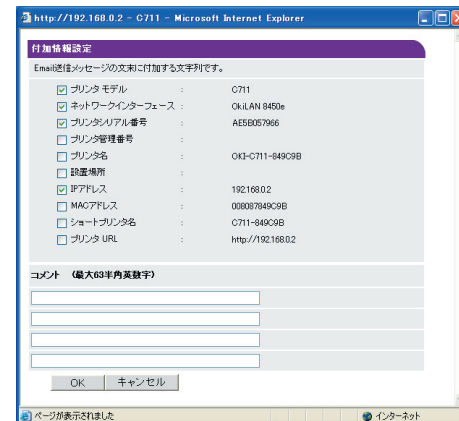 http://192.168.0.2 - C711 - Microsoft Internet Explorer
付加情報設定
Email送信メッセージの文末に付加する文字列です。
プリンタ モデル : C711
ネットワークインターフェース : OkiLAN 8450e
プリンタシリアル番号 : AE5B057966
プリンタ管理番号 :
プリンタ名 : OKI-C711-849C9B
設置場所 :
IPアドレス : 192.168.0.2
MACアドレス : 008087849C9B
ショートプリンタ名 : C711-849C9B
プリンタ URL : http://192.168.0.2
コメント (最大63半角英数字)
OK キャンセル
ページが表示されました インターネット